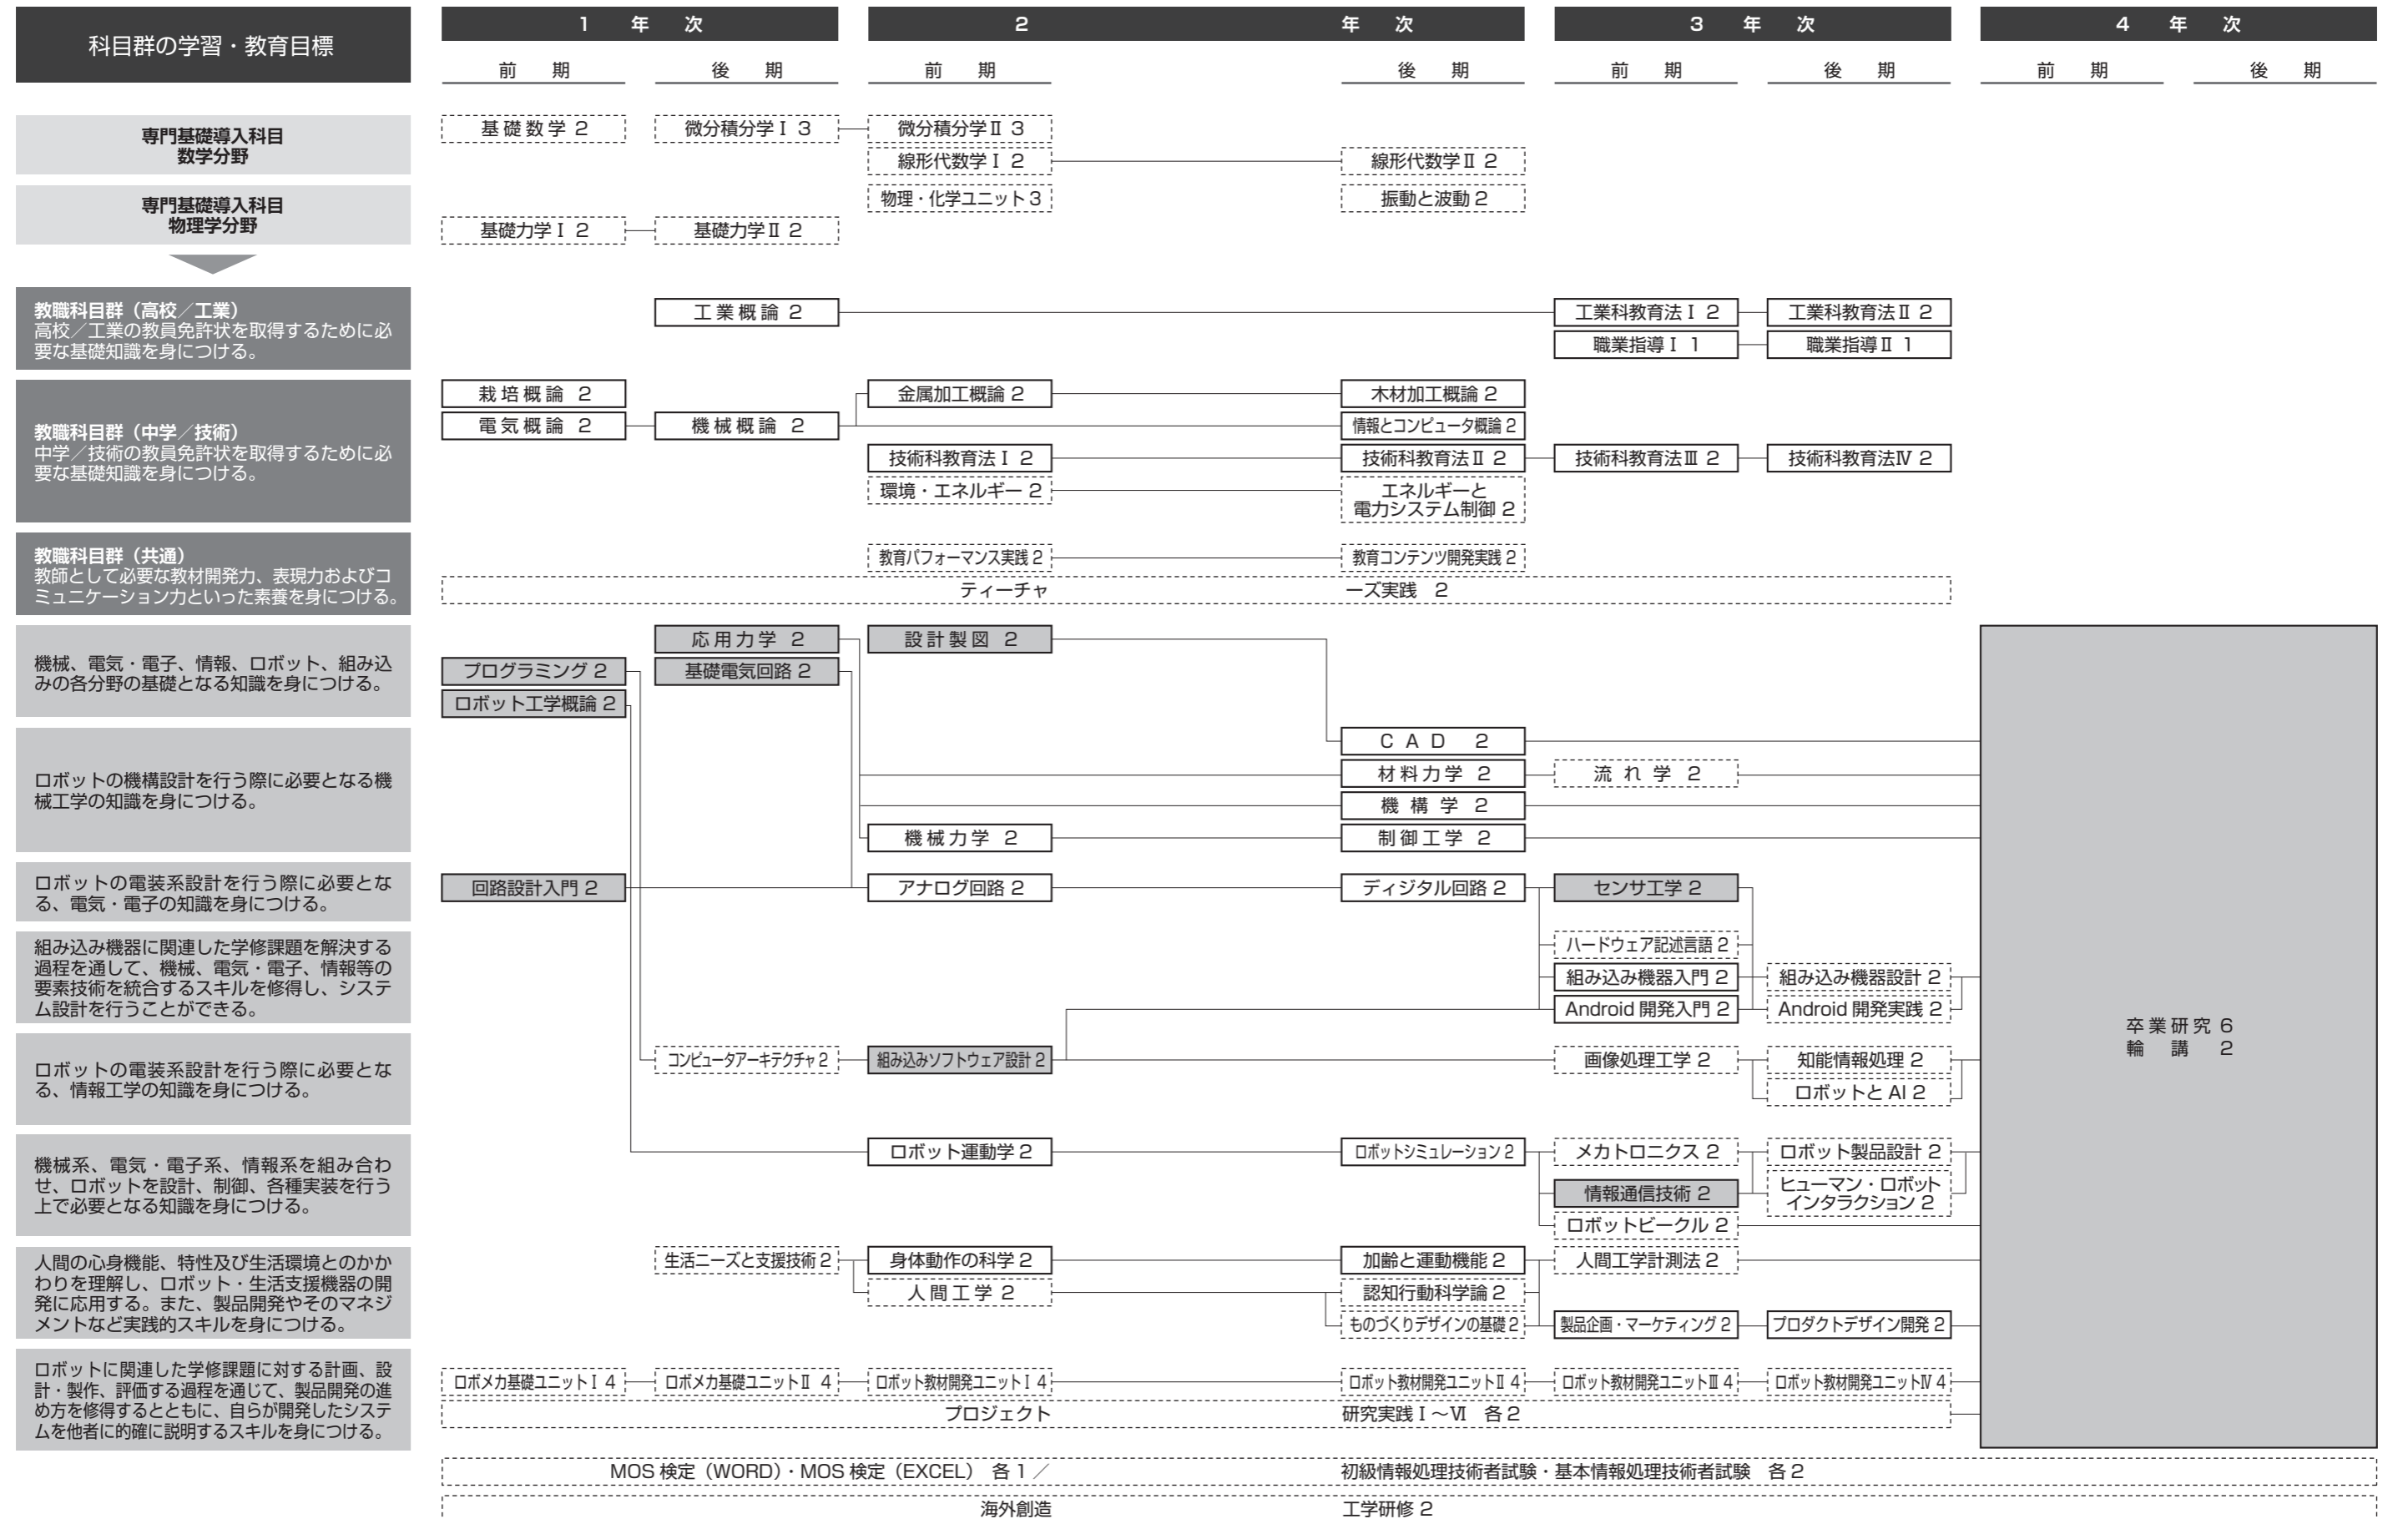 科目群の学習・教育目標
1 年 次
2 年 次
3 年 次
4 年 次
前 期
後 期
前 期
後 期
前 期
後 期
前 期
後 期
専門基礎導入科目
数学分野
基礎数学 2
微分積分学Ⅰ 3
微分積分学Ⅱ 3
線形代数学Ⅰ 2
線形代数学Ⅱ 2
専門基礎導入科目
物理学分野
物理・化学ユニット 3
振動と波動 2
基礎力学Ⅰ 2
基礎力学Ⅱ 2
教職科目群（高校／工業）
高校／工業の教員免許状を取得するために必
要な基礎知識を身につける。
工業概論 2
工業科教育法Ⅰ 2
工業科教育法Ⅱ 2
職業指導Ⅰ 1
職業指導Ⅱ 1
教職科目群（中学／技術）
中学／技術の教員免許状を取得するために必
要な基礎知識を身につける。
栽培概論 2
金属加工概論 2
木材加工概論 2
電気概論 2
機械概論 2
情報とコンピュータ概論 2
技術科教育法Ⅰ 2
技術科教育法Ⅱ 2
技術科教育法Ⅲ 2
技術科教育法Ⅳ 2
環境・エネルギー 2
エネルギーと
電力システム制御 2
教職科目群（共通）
教師として必要な教材開発力、表現力およびコ
ミュニケーション力といった素養を身につける。
教育パフォーマンス実践 2
教育コンテンツ開発実践 2
ティーチャーズ実践 2
機械、電気・電子、情報、ロボット、組み込
みの各分野の基礎となる知識を身につける。
応用力学 2
設計製図 2
プログラミング 2
基礎電気回路 2
ロボット工学概論 2
ロボットの機構設計を行う際に必要となる機
械工学の知識を身につける。
CAD 2
材料力学 2
流れ学 2
機構学 2
機械力学 2
制御工学 2
ロボットの電装系設計を行う際に必要とな
る、電気・電子の知識を身につける。
回路設計入門 2
アナログ回路 2
ディジタル回路 2
センサ工学 2
組み込み機器に関連した学修課題を解決する
過程を通して、機械、電気・電子、情報等の
要素技術を統合するスキルを修得し、システ
ム設計を行うことができる。
ハードウェア記述言語 2
組み込み機器入門 2
組み込み機器設計 2
Android 開発入門 2
Android 開発実践 2
ロボットの電装系設計を行う際に必要とな
る、情報工学の知識を身につける。
コンピュータアーキテクチャ 2
組み込みソフトウェア設計 2
画像処理工学 2
知能情報処理 2
ロボットと AI 2
卒業研究 6
輪 講 2
機械系、電気・電子系、情報系を組み合わ
せ、ロボットを設計、制御、各種実装を行う
上で必要となる知識を身につける。
ロボット運動学 2
ロボットシミュレーション 2
メカトロニクス 2
ロボット製品設計 2
情報通信技術 2
ヒューマン・ロボット
インタラクション 2
ロボットビークル 2
人間の心身機能、特性及び生活環境とのかか
わりを理解し、ロボット・生活支援機器の開
発に応用する。また、製品開発やそのマネジ
メントなど実践的スキルを身につける。
生活ニーズと支援技術 2
身体動作の科学 2
加齢と運動機能 2
人間工学計測法 2
人間工学 2
認知行動科学論 2
ものづくりデザインの基礎 2
製品企画・マーケティング 2
プロダクトデザイン開発 2
ロボットに関連した学修課題に対する計画、設
計・製作、評価する過程を通じて、製品開発の進
め方を修得するとともに、自らが開発したシステ
ムを他者に的確に説明するスキルを身につける。
ロボメカ基礎ユニットⅠ 4
ロボメカ基礎ユニットⅡ 4
ロボット教材開発ユニットⅠ 4
ロボット教材開発ユニットⅡ 4
ロボット教材開発ユニットⅢ 4
ロボット教材開発ユニットⅣ 4
プロジェクト研究実践Ⅰ～Ⅵ 各 2
MOS 検定（WORD）・MOS 検定（EXCEL） 各 1 ／ 初級情報処理技術者試験・基本情報処理技術者試験 各 2
海外創造工学研修 2